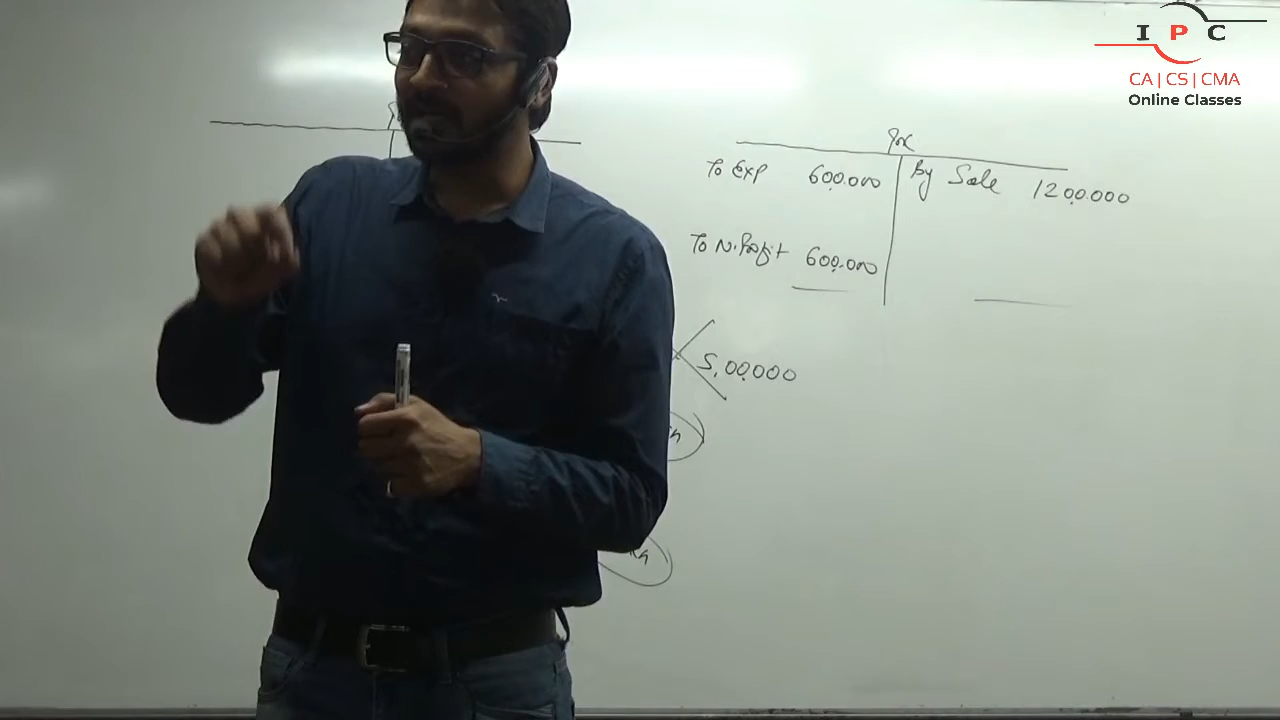 I P C
CA | CS | CMA
Online Classes
To Exp 600.000 By Sale 1200.000
To N. Profit 600.000
5,00.000